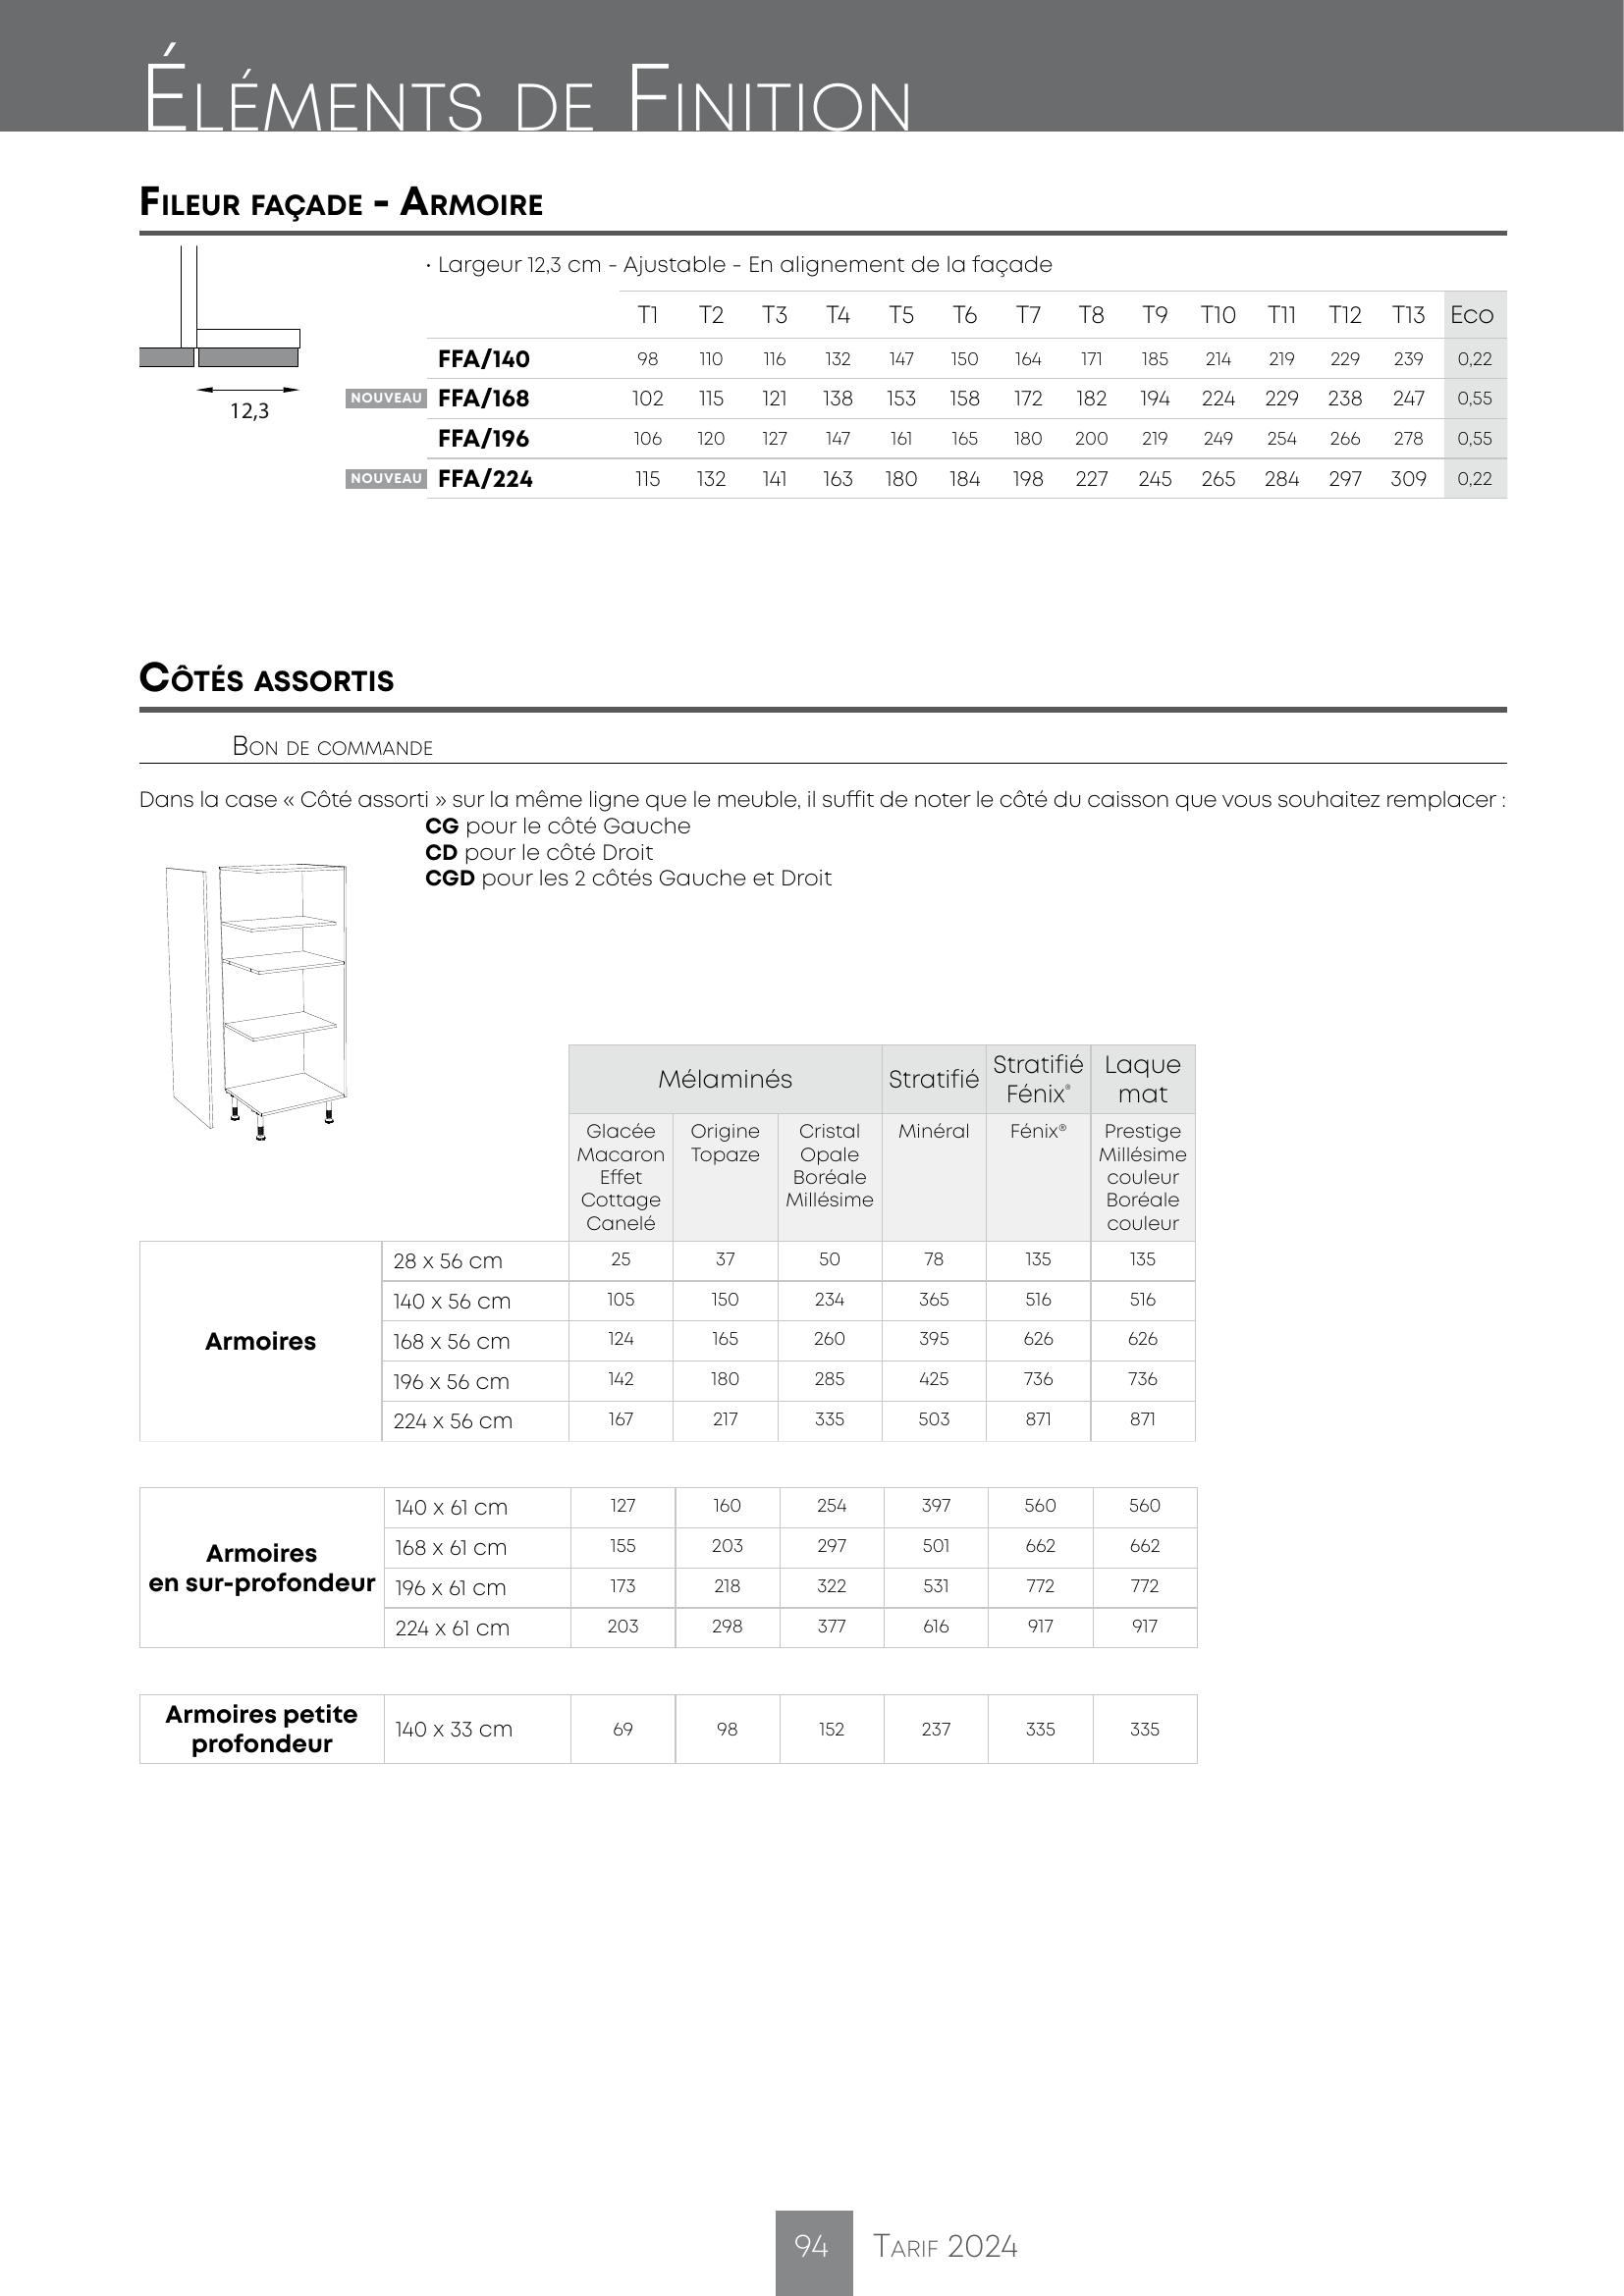 Éléments de Finition
Fileur façade - Armoire
• Largeur 12,3 cm - Ajustable - En alignement de la façade
T1 T2 T3 T4 T5 T6 T7 T8 T9 T10 T11 T12 T13 Eco
FFA/140 98 110 116 132 147 150 164 171 185 214 219 229 239 0,22
NOUVEAU FFA/168 102 115 121 138 153 158 172 182 194 224 229 238 247 0,55
12,3
FFA/196 106 120 127 147 161 165 180 200 219 249 254 266 278 0,55
NOUVEAU FFA/224 115 132 141 163 180 184 198 227 245 265 284 297 309 0,22
Côtés assortis
Bon de commande
Dans la case « Côté assorti » sur la même ligne que le meuble, il suffit de noter le côté du caisson que vous souhaitez remplacer :
CG pour le côté Gauche
CD pour le côté Droit
CGD pour les 2 côtés Gauche et Droit
Mélaminés Stratifié Stratifié Fénix® Laque mat
Glacée Origine Cristal Minéral Fénix® Prestige
Macaron Topaze Opale Millésime
Effet Boréale couleur
Cottage Millésime Boréale
Canelé couleur
Armoires
28 x 56 cm 25 37 50 78 135 135
140 x 56 cm 105 150 234 365 516 516
168 x 56 cm 124 165 260 395 626 626
196 x 56 cm 142 180 285 425 736 736
224 x 56 cm 167 217 335 503 871 871
Armoires
en sur-profondeur
140 x 61 cm 127 160 254 397 560 560
168 x 61 cm 155 203 297 501 662 662
196 x 61 cm 173 218 322 531 772 772
224 x 61 cm 203 298 377 616 917 917
Armoires petite
profondeur
140 x 33 cm 69 98 152 237 335 335
94 Tarif 2024